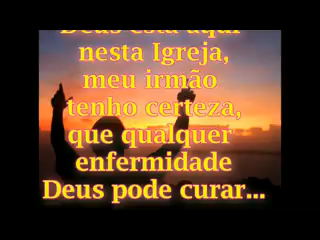 Deus está aqui
nesta Igreja,
meu irmão
tenho certeza,
que qualquer
enfermidade
Deus pode curar...